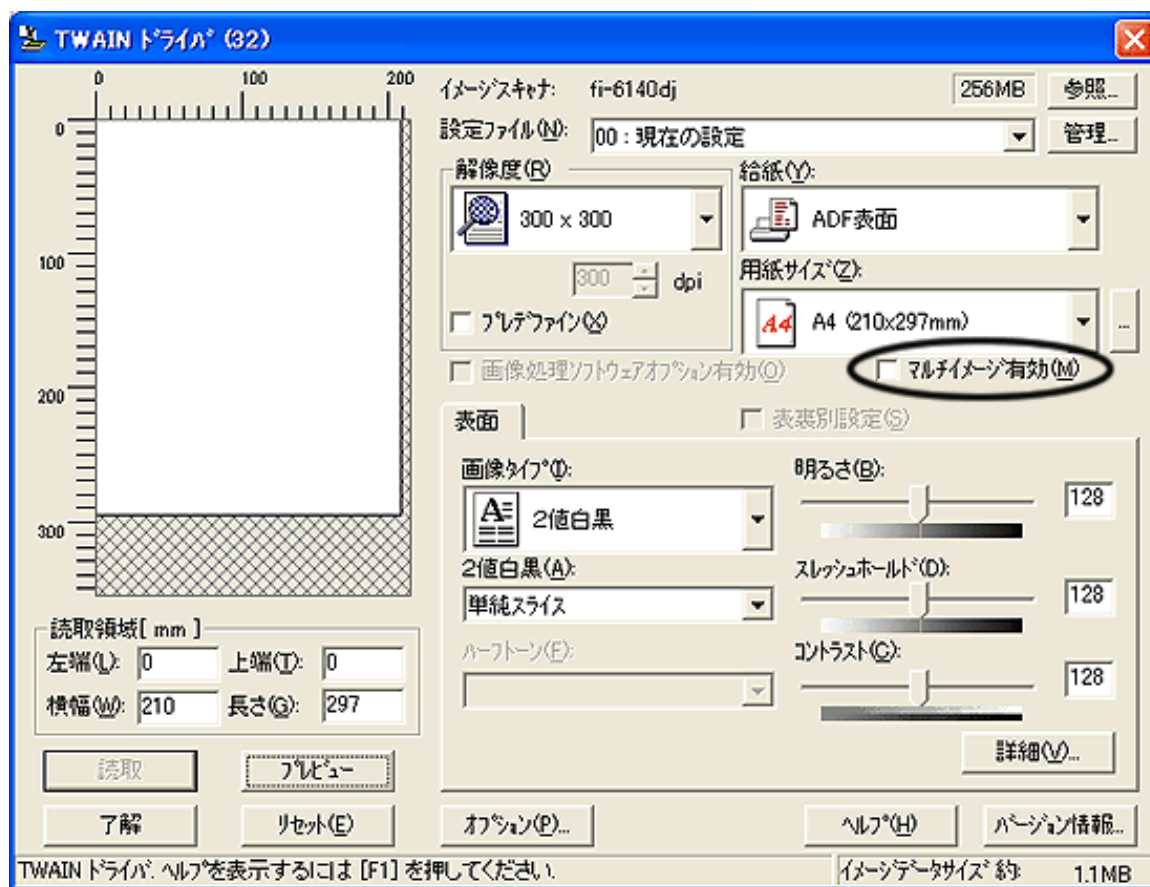 TWAIN ドライバ (32)
0 100 200
0
100
200
300
イメージスキャナ: fi-6140dj 256MB 参照...
設定ファイル(N): 00 : 現在の設定 管理...
解像度(R)
300 x 300
300 dpi
プレデファイン(X)
給紙(Y):
ADF表面
用紙サイズ(Z):
A4 A4 (210x297mm) ...
画像処理ソフトウェアオプション有効(O) マルチイメージ有効(M)
表面 表裏別設定(S)
画像タイプ(I):
2値白黒
2値白黒(A):
単純スライス
ハーフトーン(F):
明るさ(B):
128
スレッシュホールド(D):
128
コントラスト(C):
128
詳細(V)...
読取領域[ mm ]
左端(L): 0 上端(T): 0
横幅(W): 210 長さ(G): 297
読取 プレビュー
了解 リセット(E) オプション(P)... ヘルプ(H) バージョン情報...
TWAIN ドライバ. ヘルプを表示するには [F1] を押してください. イメージデータサイズ 約: 1.1MB